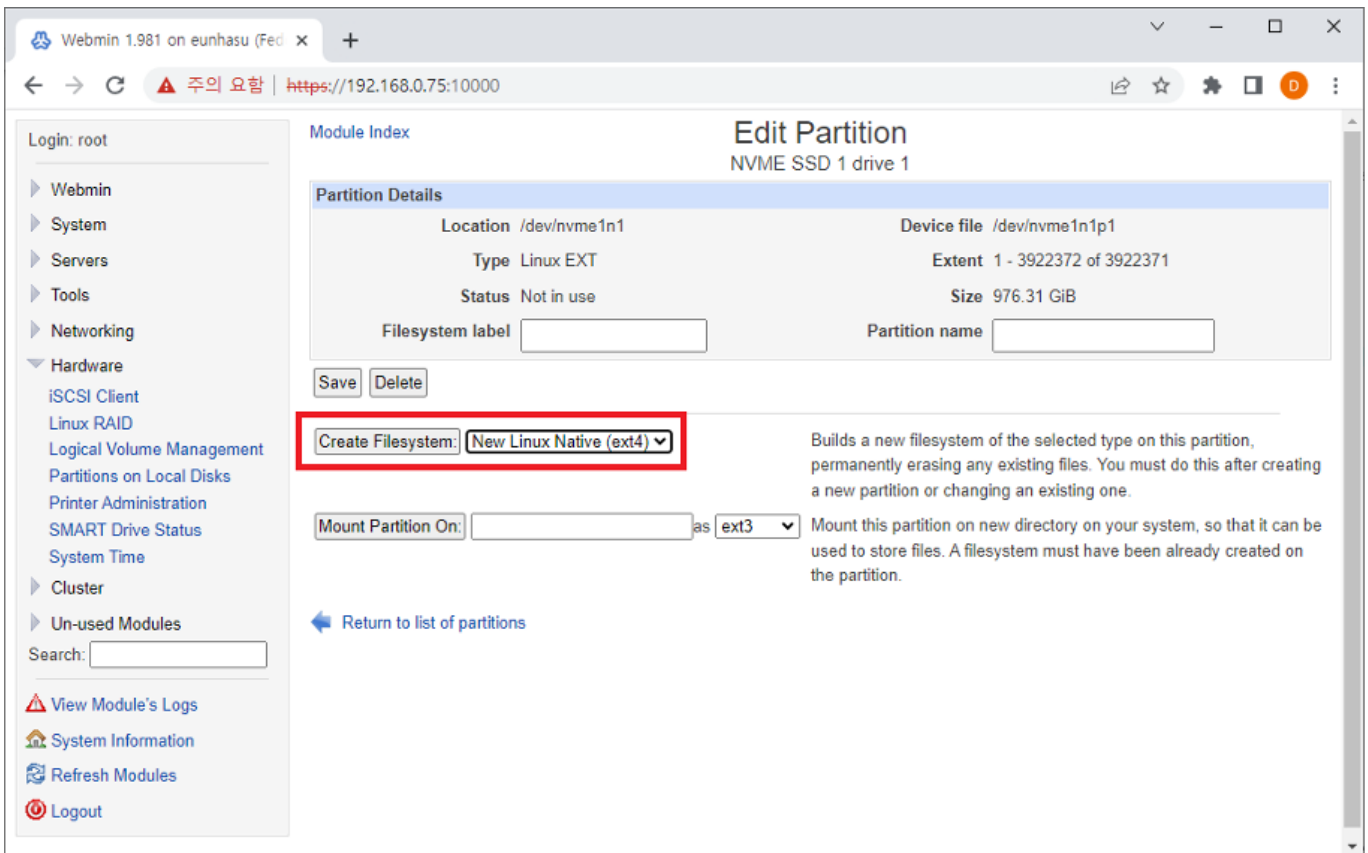 Webmin 1.981 on eunhasu (Fed
주의 요함 https://192.168.0.75:10000
D
Login: root
Webmin
System
Servers
Tools
Networking
Hardware
iSCSI Client
Linux RAID
Logical Volume Management
Partitions on Local Disks
Printer Administration
SMART Drive Status
System Time
Cluster
Un-used Modules
Search:
View Module's Logs
System Information
Refresh Modules
Logout
Module Index
Edit Partition
NVME SSD 1 drive 1
Partition Details
Location /dev/nvme1n1 Device file /dev/nvme1n1p1
Type Linux EXT Extent 1 - 3922372 of 3922371
Status Not in use Size 976.31 GiB
Filesystem label Partition name
Save Delete
Create Filesystem: New Linux Native (ext4)
Builds a new filesystem of the selected type on this partition,
permanently erasing any existing files. You must do this after creating
a new partition or changing an existing one.
Mount Partition On: as ext3
Mount this partition on new directory on your system, so that it can be
used to store files. A filesystem must have been already created on
the partition.
Return to list of partitions